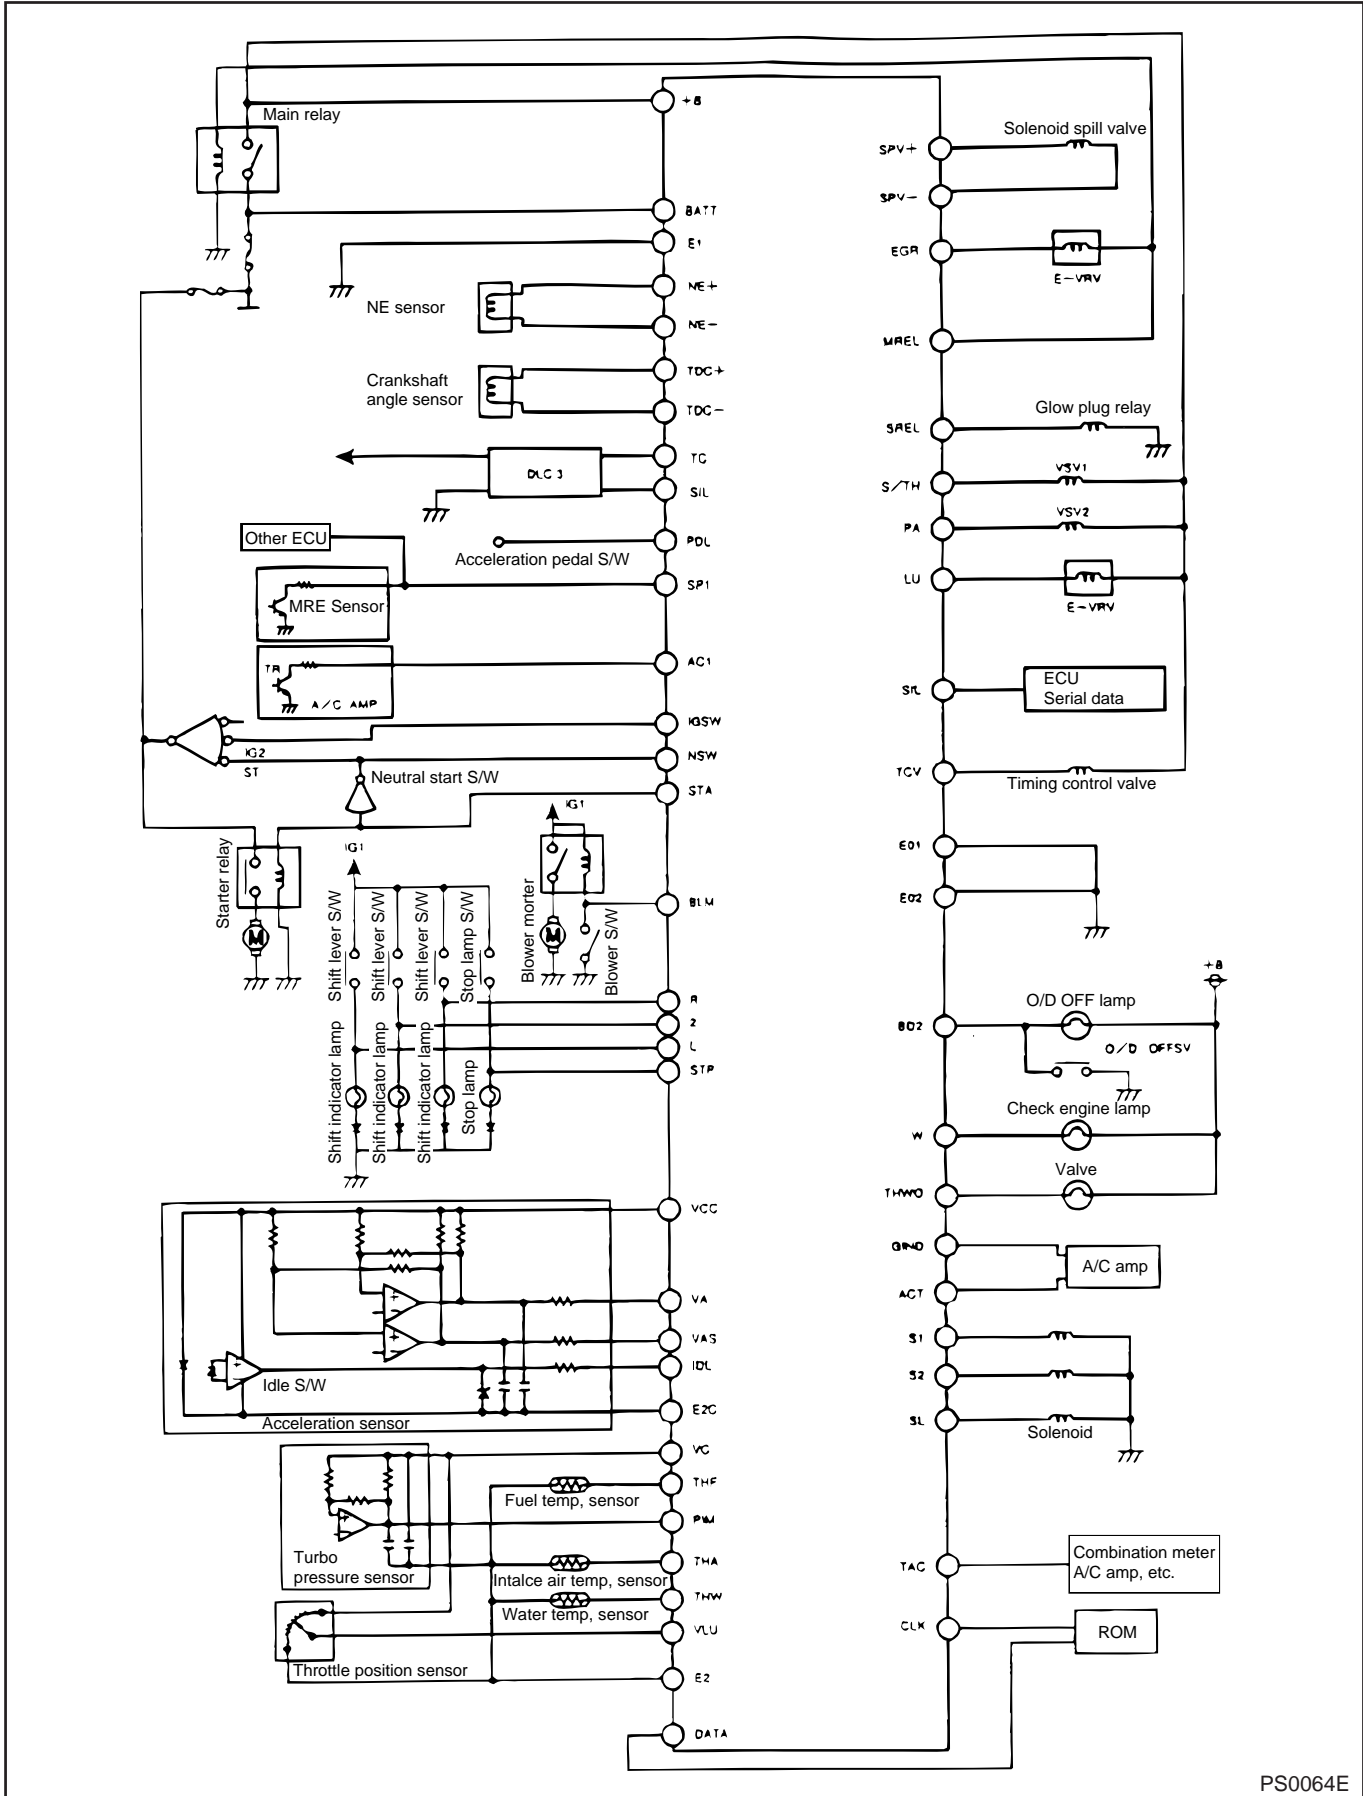 Main relay
+B
BATT
E1
NE sensor
NE+
NE-
Crankshaft
angle sensor
TDC+
TDC-
TC
DLC 3
SIL
Other ECU
PDL
Acceleration pedal S/W
SP1
MRE Sensor
TR
A/C AMP
AC1
IGSW
IG2
ST
NSW
Neutral start S/W
STA
Starter relay
M
IG1
Shift lever S/W
Shift lever S/W
Shift lever S/W
Stop lamp S/W
IG1
Blower morter
M
Blower S/W
BLM
R
2
L
STP
Shift indicator lamp
Shift indicator lamp
Shift indicator lamp
Stop lamp
VCC
VA
VAS
IDL
Idle S/W
E2C
Acceleration sensor
VC
THF
Fuel temp, sensor
PIM
Turbo
pressure sensor
THA
Intalce air temp, sensor
THW
Water temp, sensor
VLU
Throttle position sensor
E2
DATA
Solenoid spill valve
SPV+
SPV-
EGR
E-VRV
MREL
Glow plug relay
SREL
VSV1
S/TH
VSV2
PA
LU
E-VRV
SIL
ECU
Serial data
TCV
Timing control valve
E01
E02
+B
O/D OFF lamp
BO2
O/D OFFSV
Check engine lamp
W
Valve
THWO
GIND
A/C amp
ACT
S1
S2
SL
Solenoid
TAC
Combination meter
A/C amp, etc.
CLK
ROM
PS0064E